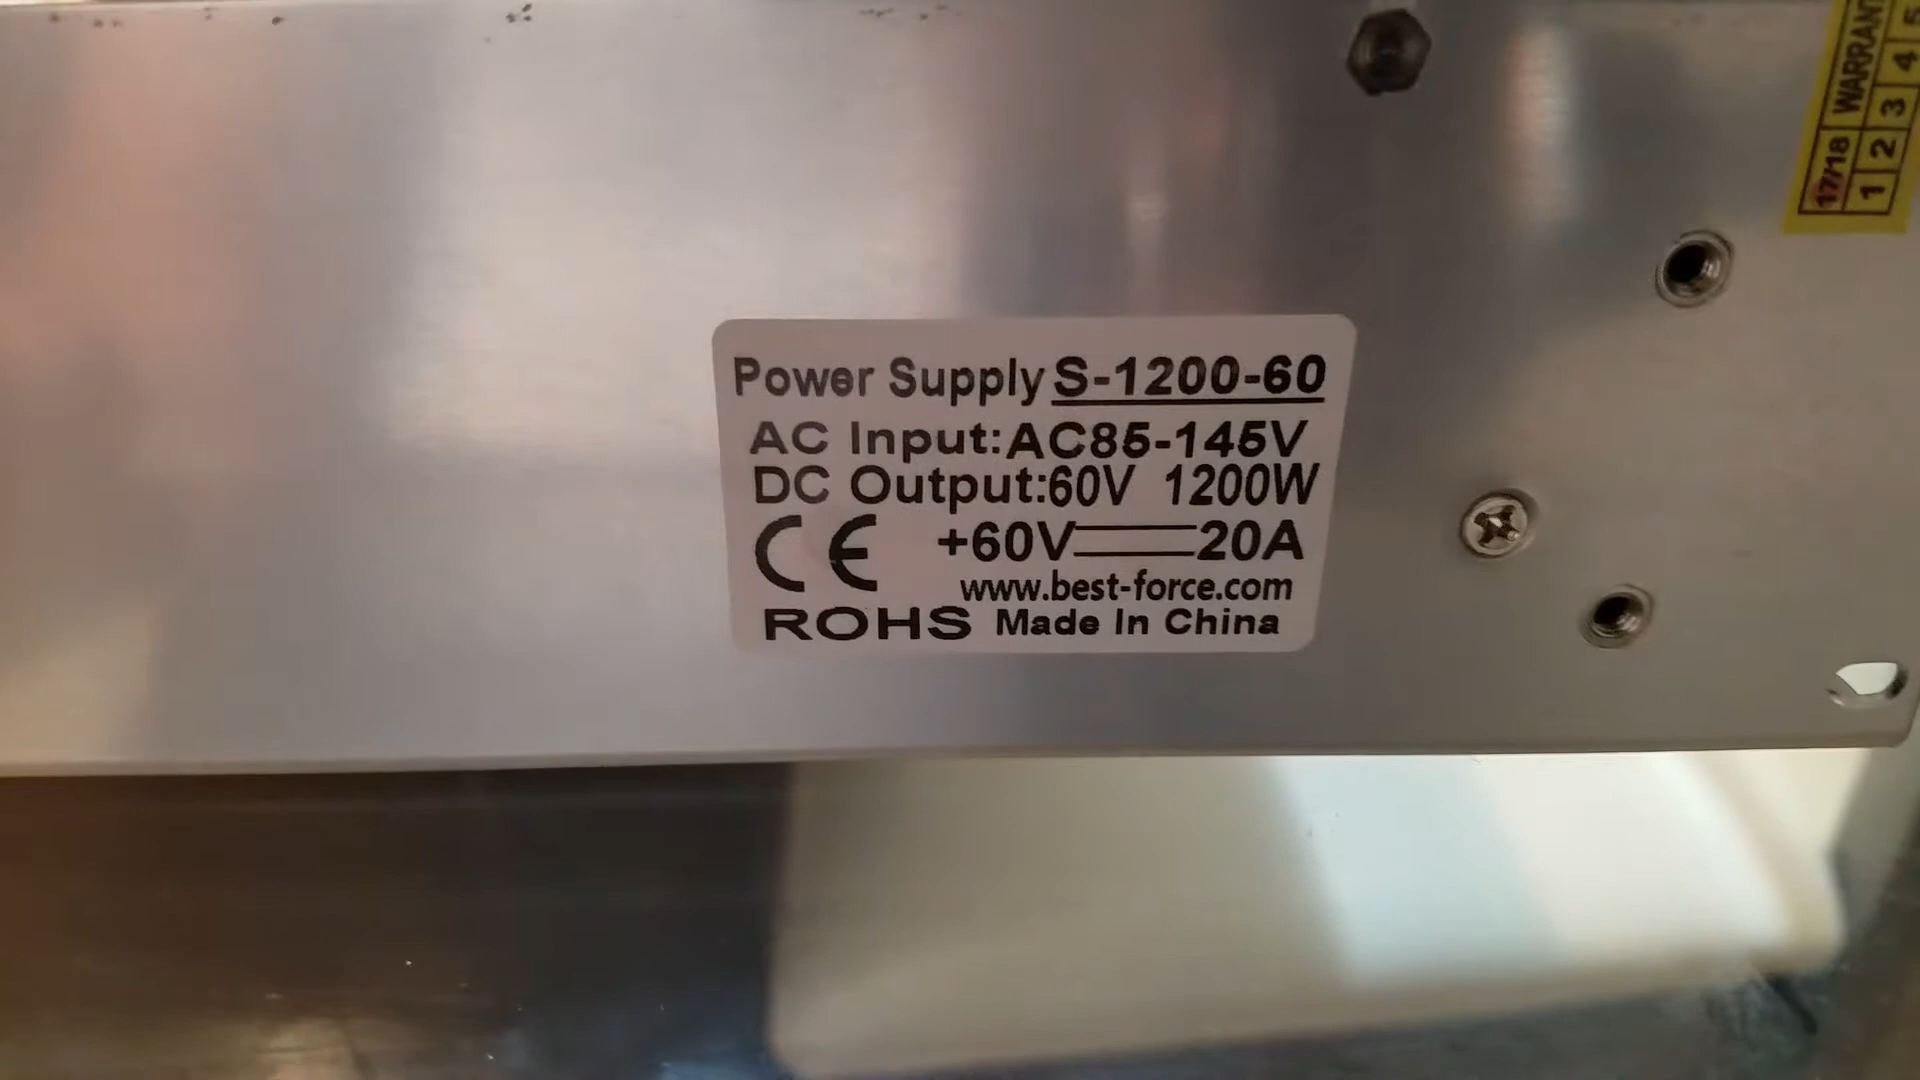 Power Supply S-1200-60
AC Input:AC85-145V
DC Output:60V 1200W
CE +60V 20A
www.best-force.com
ROHS Made In China
17/18 WARRANT
1 2 3 4 5